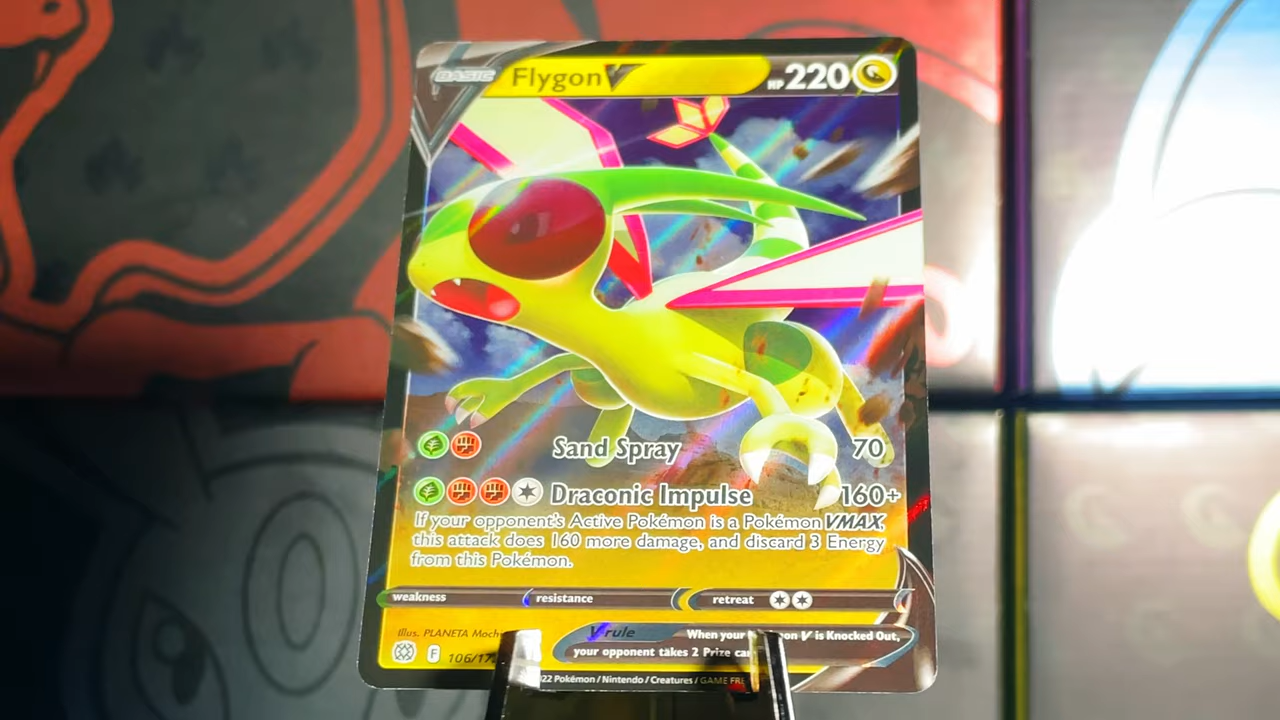 BASIC Flygon V HP 220
Sand Spray 70
Draconic Impulse 160+
If your opponent's Active Pokémon is a Pokémon VMAX,
this attack does 160 more damage, and discard 3 Energy
from this Pokémon.
weakness resistance retreat
Illus. PLANETA V-rule When your V is Knocked Out,
your opponent takes 2 Prize
F Pokémon / Nintendo / Creatures / GAME